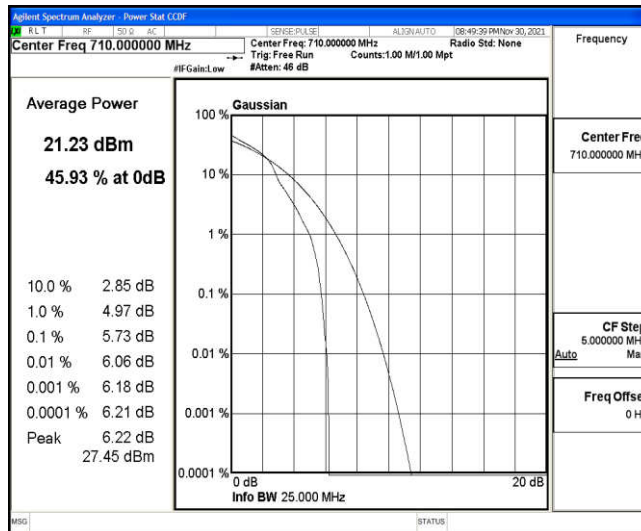 Agilent Spectrum Analyzer - Power Stat CCDF
RLT RF 50 Ω AC SENSE:PULSE ALIGNAUTO 08:49:39 PM Nov 30, 2021
Center Freq 710.000000 MHz
Center Freq: 710.000000 MHz Radio Std: None
Trig: Free Run Counts:1.00 M/1.00 Mpt
#IFGain:Low #Atten: 46 dB
Frequency
Average Power
21.23 dBm
45.93 % at 0dB
10.0 % 2.85 dB
1.0 % 4.97 dB
0.1 % 5.73 dB
0.01 % 6.06 dB
0.001 % 6.18 dB
0.0001 % 6.21 dB
Peak 6.22 dB
27.45 dBm
Gaussian
100 %
10 %
1 %
0.1 %
0.01 %
0.001 %
0.0001 %
0 dB 20 dB
Info BW 25.000 MHz
Center Fre
710.000000 MH
CF Step
5.000000 MH
Auto Ma
Freq Offse
0 H
MSG STATUS